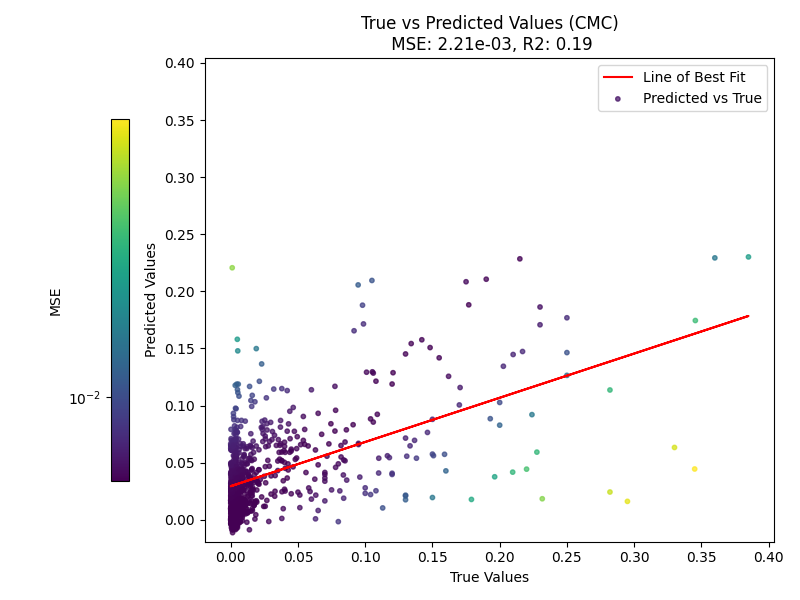 True vs Predicted Values (CMC)
MSE: 2.21e-03, R2: 0.19
Line of Best Fit
Predicted vs True
0.40
0.35
0.30
0.25
0.20
0.15
0.10
0.05
0.00
Predicted Values
MSE
10⁻²
0.00 0.05 0.10 0.15 0.20 0.25 0.30 0.35 0.40
True Values